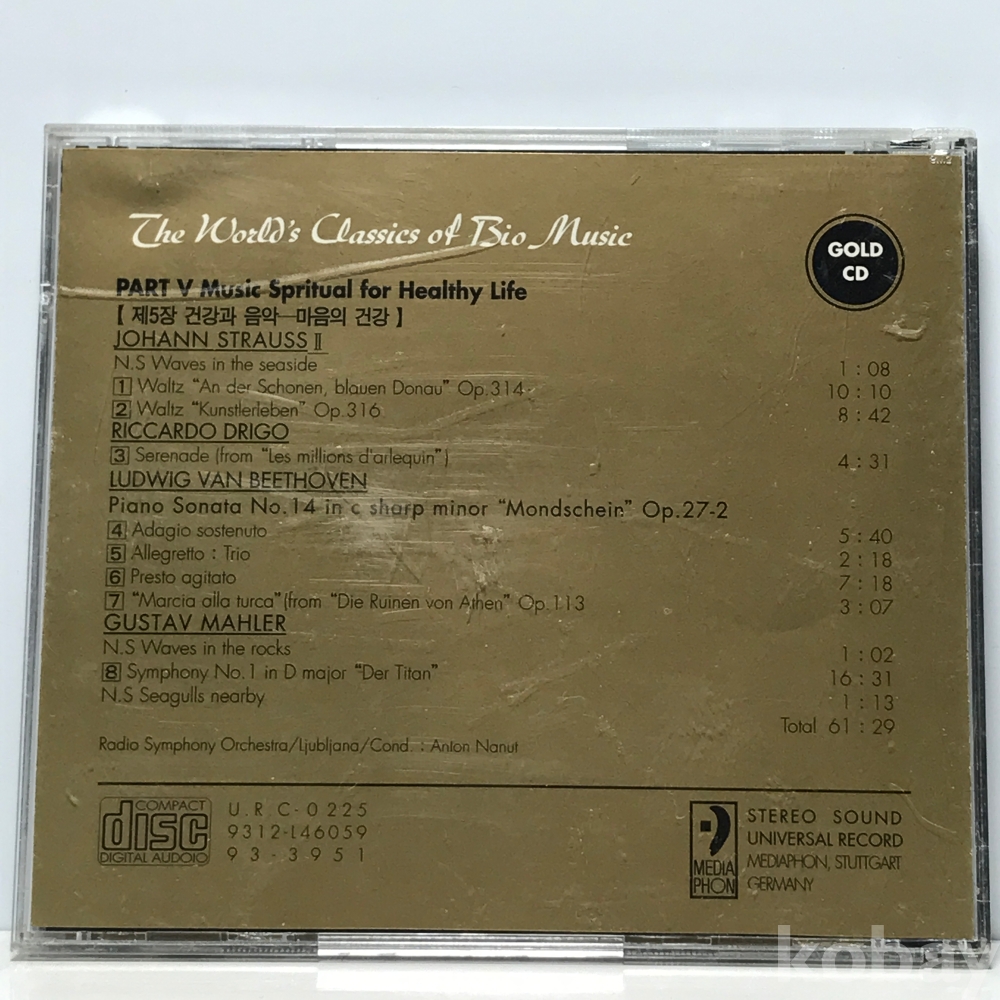 The World's Classics of Bio Music
GOLD
CD
PART V Music Spritual for Healthy Life
【 제5장 건강과 음악—마음의 건강 】
JOHANN STRAUSS II
N.S Waves in the seaside 1 : 08
1 Waltz "An der Schonen, blauen Donau" Op.314 10 : 10
2 Waltz "Kunstlerleben" Op.316 8 : 42
RICCARDO DRIGO
3 Serenade (from "Les millions d'arlequin") 4 : 31
LUDWIG VAN BEETHOVEN
Piano Sonata No.14 in c sharp minor "Mondschein" Op.27-2
4 Adagio sostenuto 5 : 40
5 Allegretto : Trio 2 : 18
6 Presto agitato 7 : 18
7 "Marcia alla turca" (from "Die Ruinen von Athen" Op.113 3 : 07
GUSTAV MAHLER
N.S Waves in the rocks 1 : 02
8 Symphony No.1 in D major "Der Titan" 16 : 31
N.S Seagulls nearby 1 : 13
Total 61 : 29
Radio Symphony Orchestra/Ljubljana/Cond. : Anton Nanut
COMPACT
disc
DIGITAL AUDOIO
U.R.C-0225
9312-L46059
93-3951
MEDIA
PHON
STEREO SOUND
UNIVERSAL RECORD
MEDIAPHON, STUTTGART
GERMANY